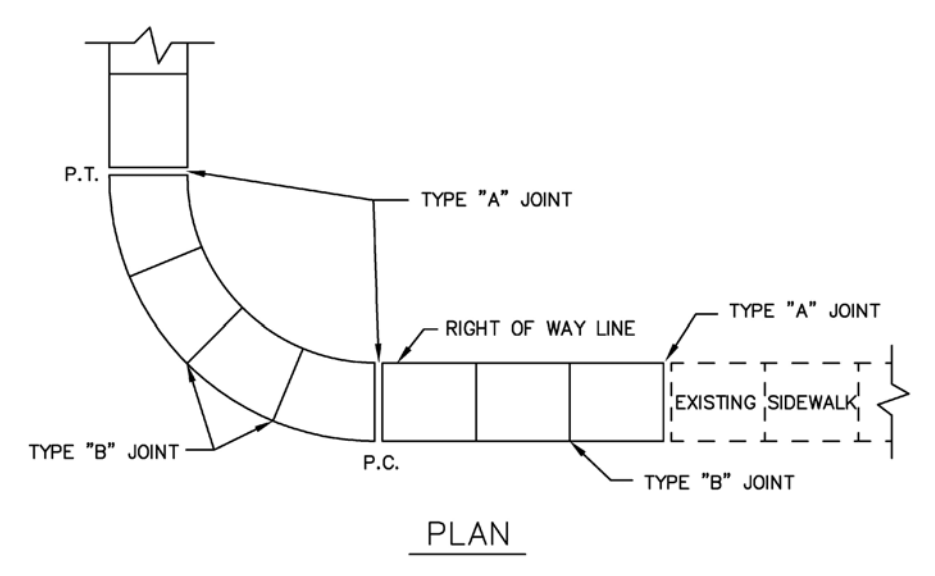 P.T.
TYPE "A" JOINT
TYPE "A" JOINT
RIGHT OF WAY LINE
EXISTING SIDEWALK
TYPE "B" JOINT
P.C.
TYPE "B" JOINT
PLAN